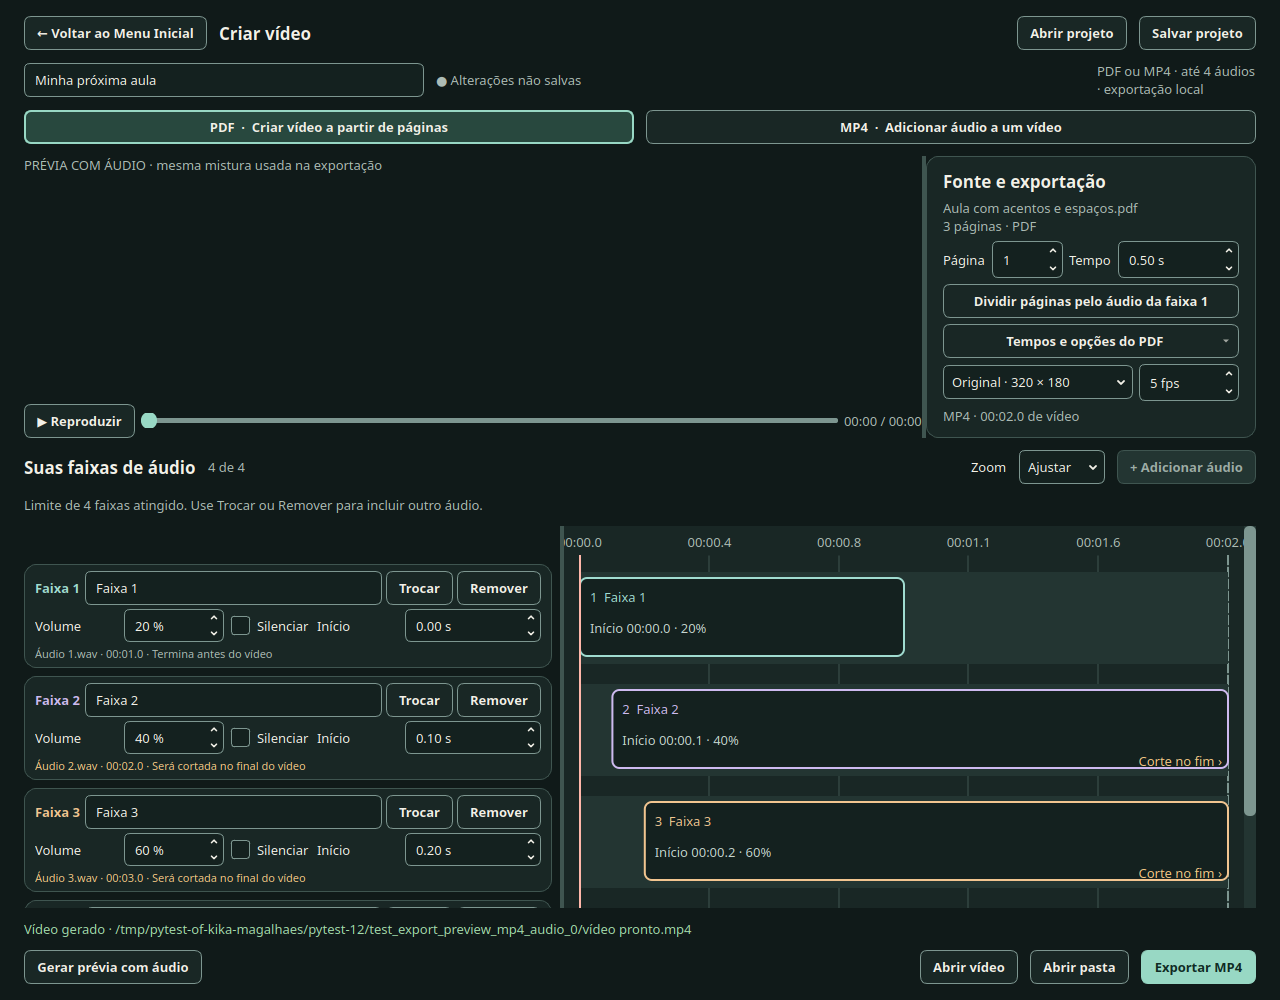 ← Voltar ao Menu Inicial
Criar vídeo
Abrir projeto
Salvar projeto
Minha próxima aula
● Alterações não salvas
PDF ou MP4 · até 4 áudios
· exportação local
PDF · Criar vídeo a partir de páginas
MP4 · Adicionar áudio a um vídeo
PRÉVIA COM ÁUDIO · mesma mistura usada na exportação
Fonte e exportação
Aula com acentos e espaços.pdf
3 páginas · PDF
Página 1 Tempo 0.50 s
Dividir páginas pelo áudio da faixa 1
Tempos e opções do PDF
Original · 320 × 180
5 fps
MP4 · 00:02.0 de vídeo
▶ Reproduzir
00:00 / 00:00
Suas faixas de áudio 4 de 4
Zoom Ajustar
+ Adicionar áudio
Limite de 4 faixas atingido. Use Trocar ou Remover para incluir outro áudio.
00:00.4 00:00.8 00:01.1 00:01.6
Faixa 1 Faixa 1 Trocar Remover
Volume 20 % Silenciar Início 0.00 s
Áudio 1.wav · 00:01.0 · Termina antes do vídeo
1 Faixa 1
Início 00:00.0 · 20%
Faixa 2 Faixa 2 Trocar Remover
Volume 40 % Silenciar Início 0.10 s
Áudio 2.wav · 00:02.0 · Será cortada no final do vídeo
2 Faixa 2
Início 00:00.1 · 40%
Corte no fim ›
Faixa 3 Faixa 3 Trocar Remover
Volume 60 % Silenciar Início 0.20 s
Áudio 3.wav · 00:03.0 · Será cortada no final do vídeo
3 Faixa 3
Início 00:00.2 · 60%
Corte no fim ›
Vídeo gerado · /tmp/pytest-of-kika-magalhaes/pytest-12/test_export_preview_mp4_audio_0/vídeo pronto.mp4
Gerar prévia com áudio
Abrir vídeo
Abrir pasta
Exportar MP4